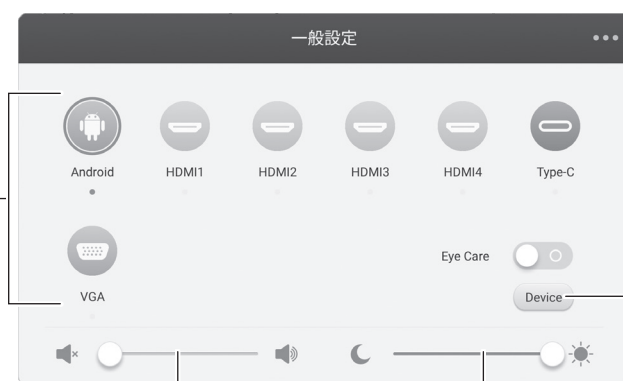 一般設定
Android HDMI1 HDMI2 HDMI3 HDMI4 Type-C
Eye Care
VGA
Device